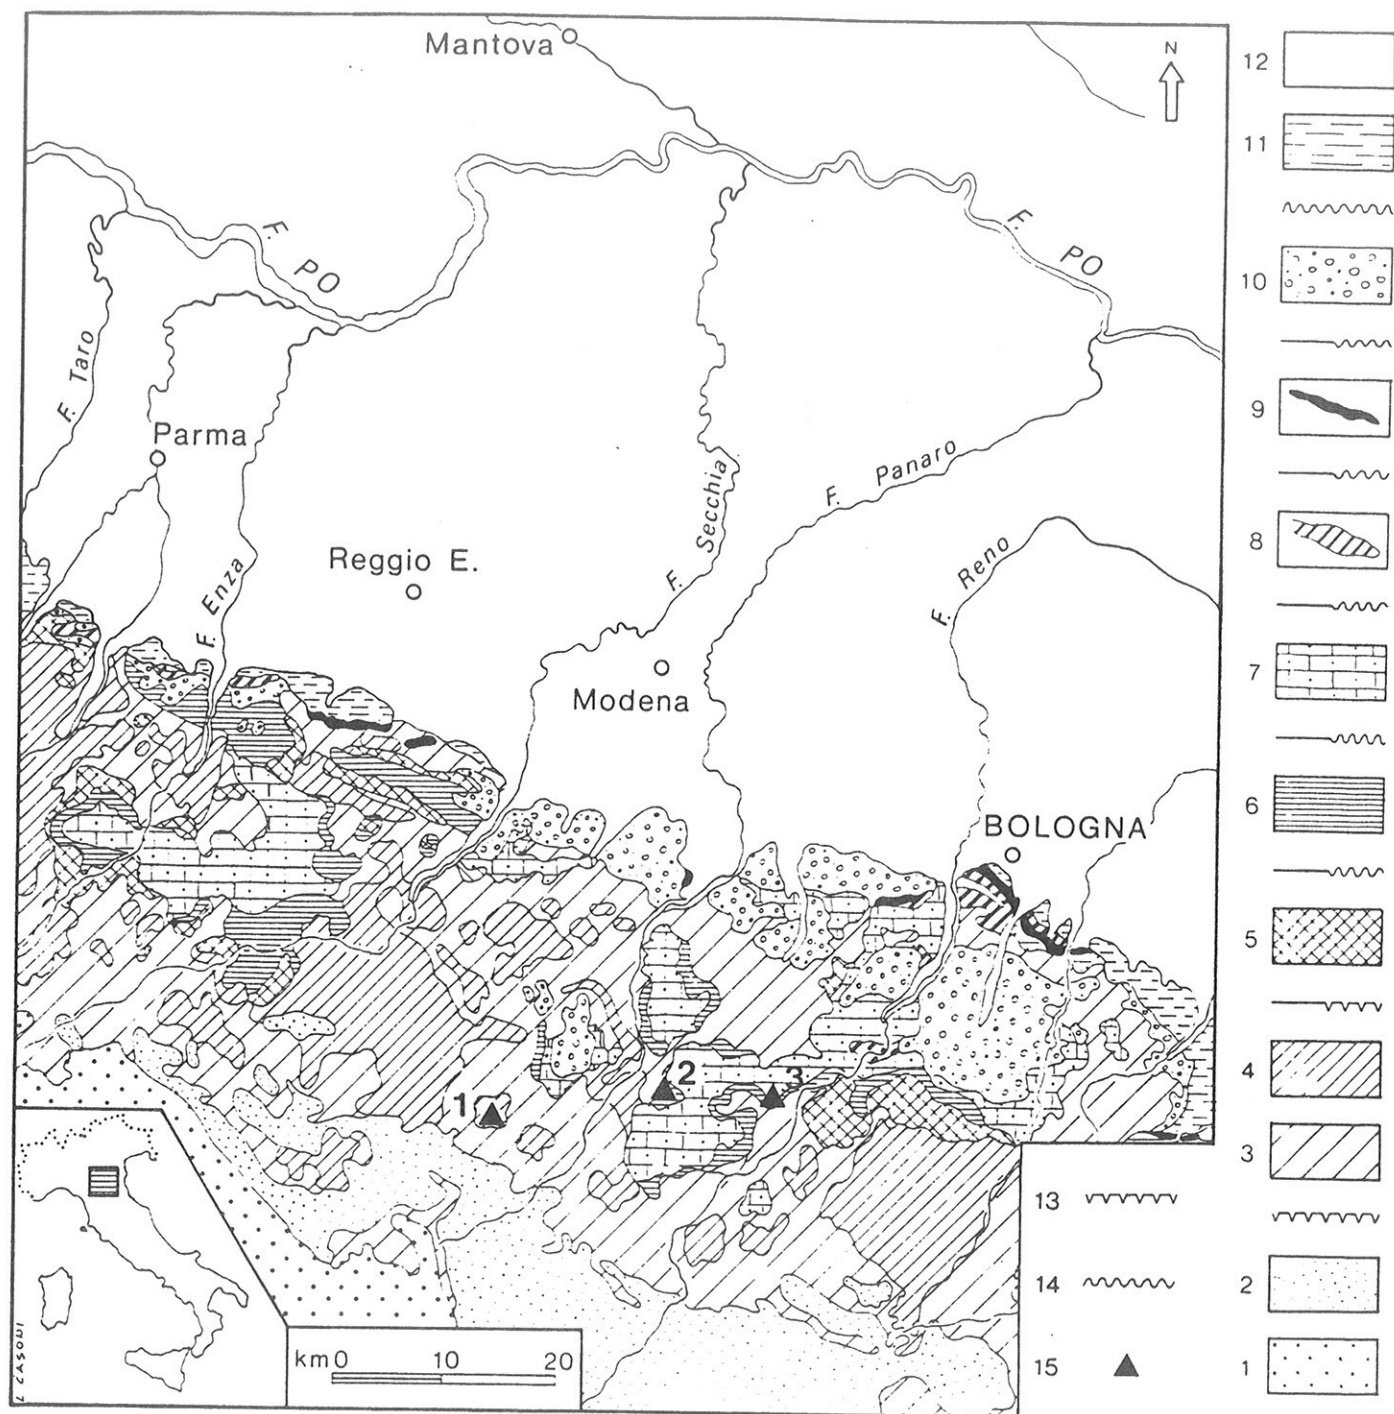 Mantova
N
F. PO
F. PO
F. Taro
Parma
F. Enza
Reggio E.
F. Secchia
F. Panaro
F. Reno
Modena
BOLOGNA
1
2
3
km 0 10 20
L. CASONI
12
11
10
9
8
7
6
5
4
3
2
1
13
14
15